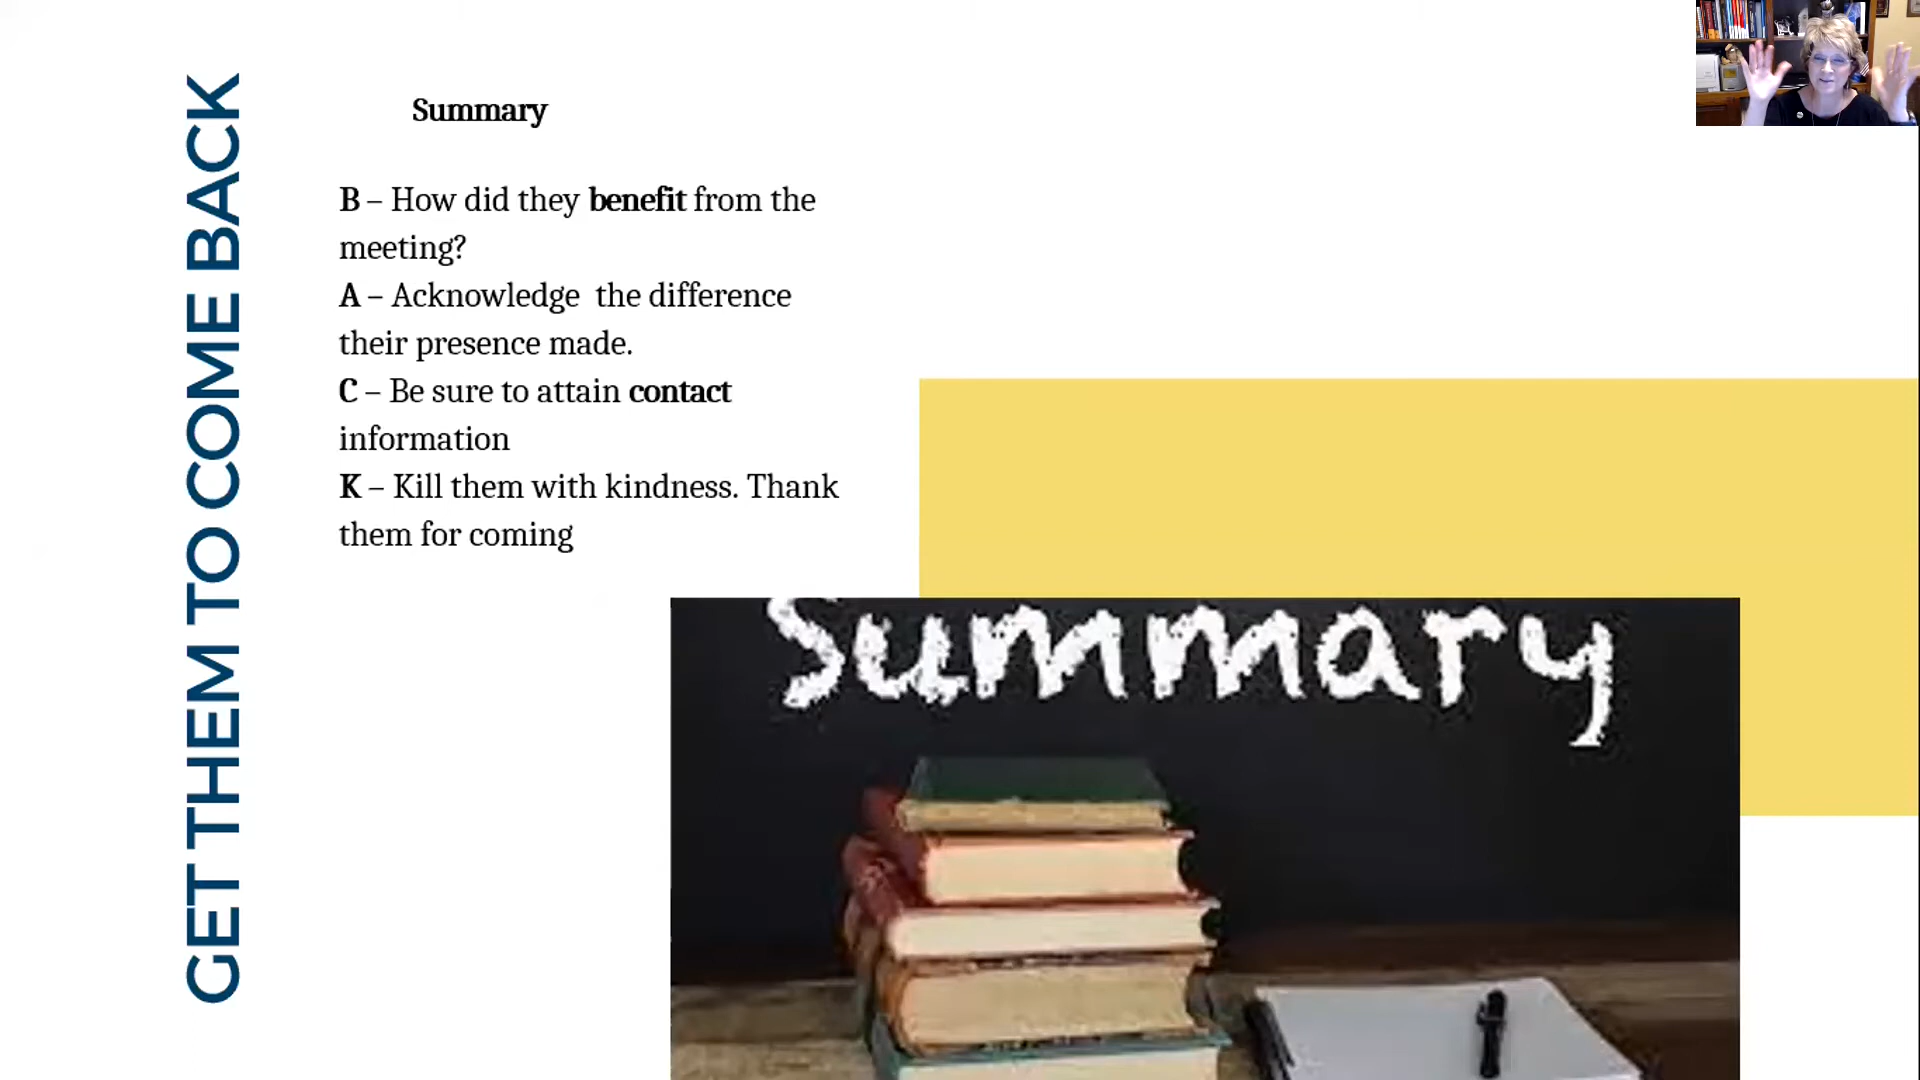 GET THEM TO COME BACK
Summary
B – How did they benefit from the
meeting?
A – Acknowledge  the difference
their presence made.
C – Be sure to attain contact
information
K – Kill them with kindness. Thank
them for coming
Summary